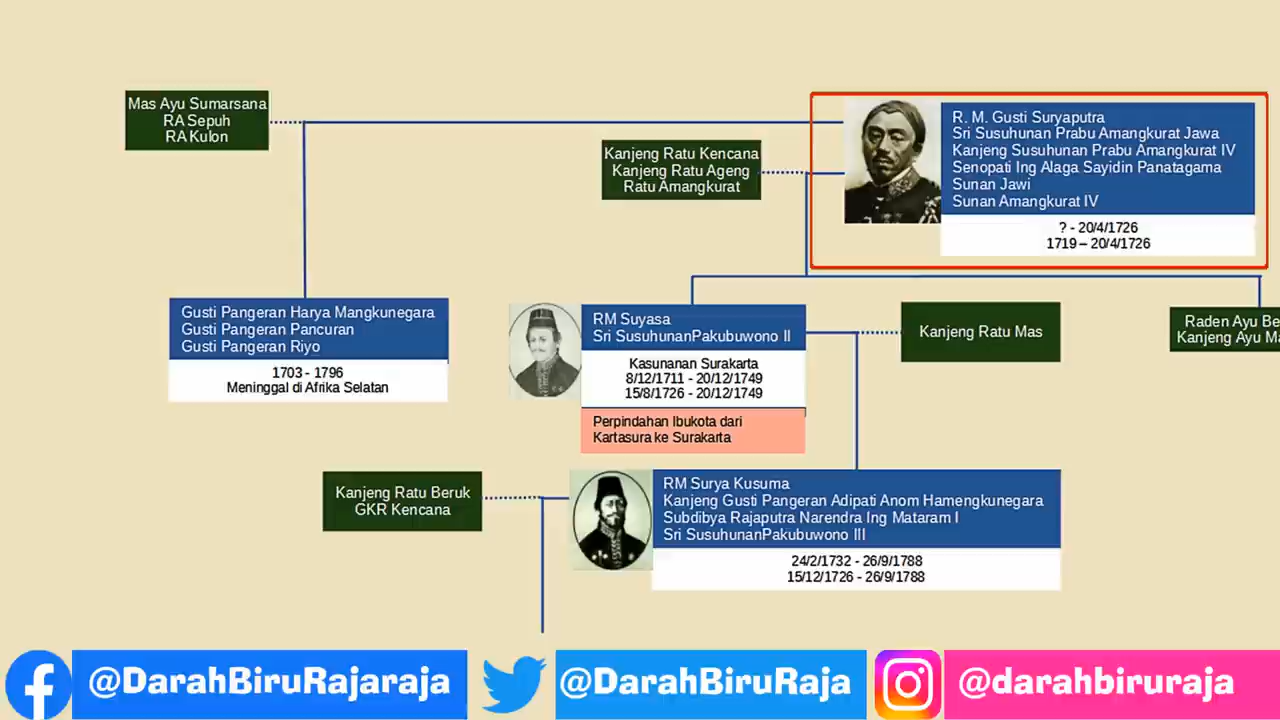 Mas Ayu Sumarsana
RA Sepuh
RA Kulon
Kanjeng Ratu Kencana
Kanjeng Ratu Ageng
Ratu Amangkurat
R. M. Gusti Suryaputra
Sri Susuhunan Prabu Amangkurat Jawa
Kanjeng Susuhunan Prabu Amangkurat IV
Senopati Ing Alaga Sayidin Panatagama
Sunan Jawi
Sunan Amangkurat IV
? - 20/4/1726
1719 – 20/4/1726
Gusti Pangeran Harya Mangkunegara
Gusti Pangeran Pancuran
Gusti Pangeran Riyo
1703 - 1796
Meninggal di Afrika Selatan
RM Suyasa
Sri SusuhunanPakubuwono II
Kasunanan Surakarta
8/12/1711 - 20/12/1749
15/8/1726 - 20/12/1749
Perpindahan Ibukota dari
Kartasura ke Surakarta
Kanjeng Ratu Mas
Raden Ayu Be
Kanjeng Ayu Ma
Kanjeng Ratu Beruk
GKR Kencana
RM Surya Kusuma
Kanjeng Gusti Pangeran Adipati Anom Hamengkunegara
Subdibya Rajaputra Narendra Ing Mataram I
Sri SusuhunanPakubuwono III
24/2/1732 - 26/9/1788
15/12/1726 - 26/9/1788
@DarahBiruRajaraja
@DarahBiruRaja
@darahbiruraja